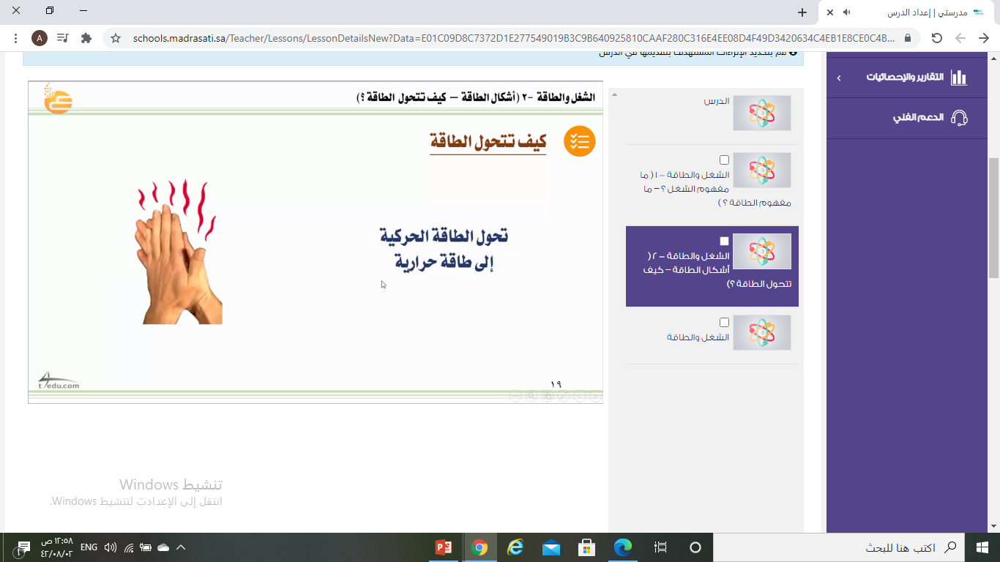 مدرستي | إعداد الدرس
schools.madrasati.sa/Teacher/Lessons/LessonDetailsNew?Data=E01C09D8C7372D1E277549019B3C9B640925810CAAF280C316E4EE08D4F49D3420634C4EB1E8CE0C4B...
A
التقارير والإحصائيات
الدعم الفني
الدرس
الشغل والطاقة – ١( ما
مفهوم الشغل ؟ – ما
مفهوم الطاقة ؟ )
الشغل والطاقة – ٢(
أشكال الطاقة – كيف
تتحول الطاقة ؟)
الشغل والطاقة
الشغل والطاقة -٢ (أشكال الطاقة – كيف تتحول الطاقة ؟)
كيف تتحول الطاقة
تحول الطاقة الحركية
إلى طاقة حرارية
١٩
t4edu.com
تنشيط Windows
انتقل إلى الإعدادت لتنشيط Windows.
اكتب هنا للبحث
ENG
١٢:٥٨ ص
٤٢/٠٨/٠٢
١